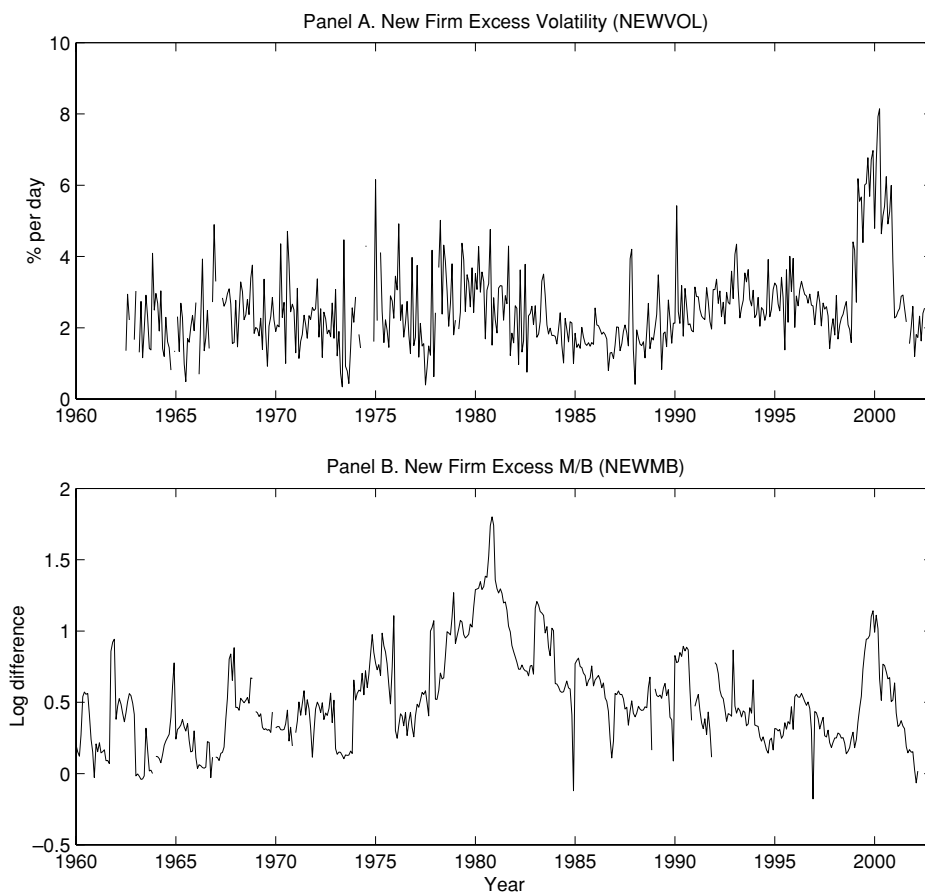 Panel A. New Firm Excess Volatility (NEWVOL)
10
8
6
4
2
0
% per day
1960 1965 1970 1975 1980 1985 1990 1995 2000
Panel B. New Firm Excess M/B (NEWMB)
2
1.5
1
0.5
0
−0.5
Log difference
1960 1965 1970 1975 1980 1985 1990 1995 2000
Year